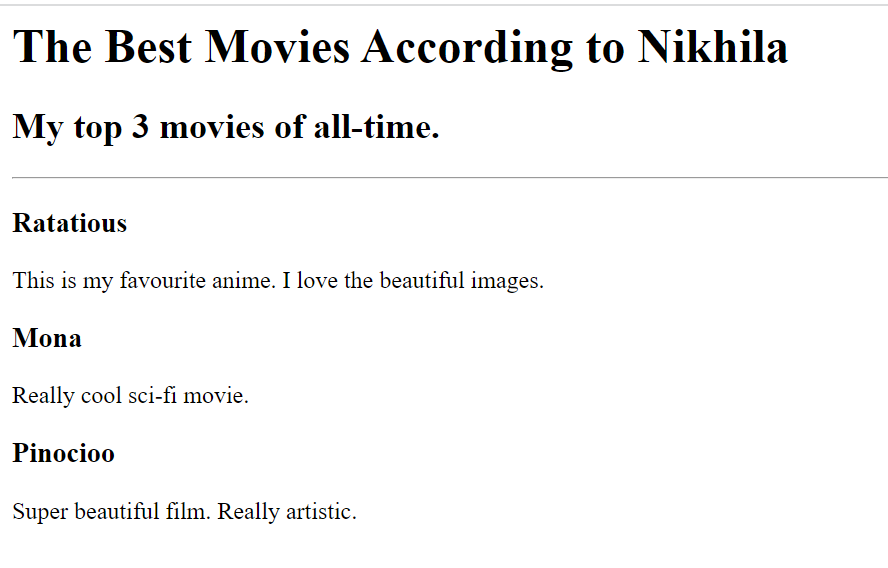 The Best Movies According to Nikhila
My top 3 movies of all-time.
Ratatious
This is my favourite anime. I love the beautiful images.
Mona
Really cool sci-fi movie.
Pinocioo
Super beautiful film. Really artistic.